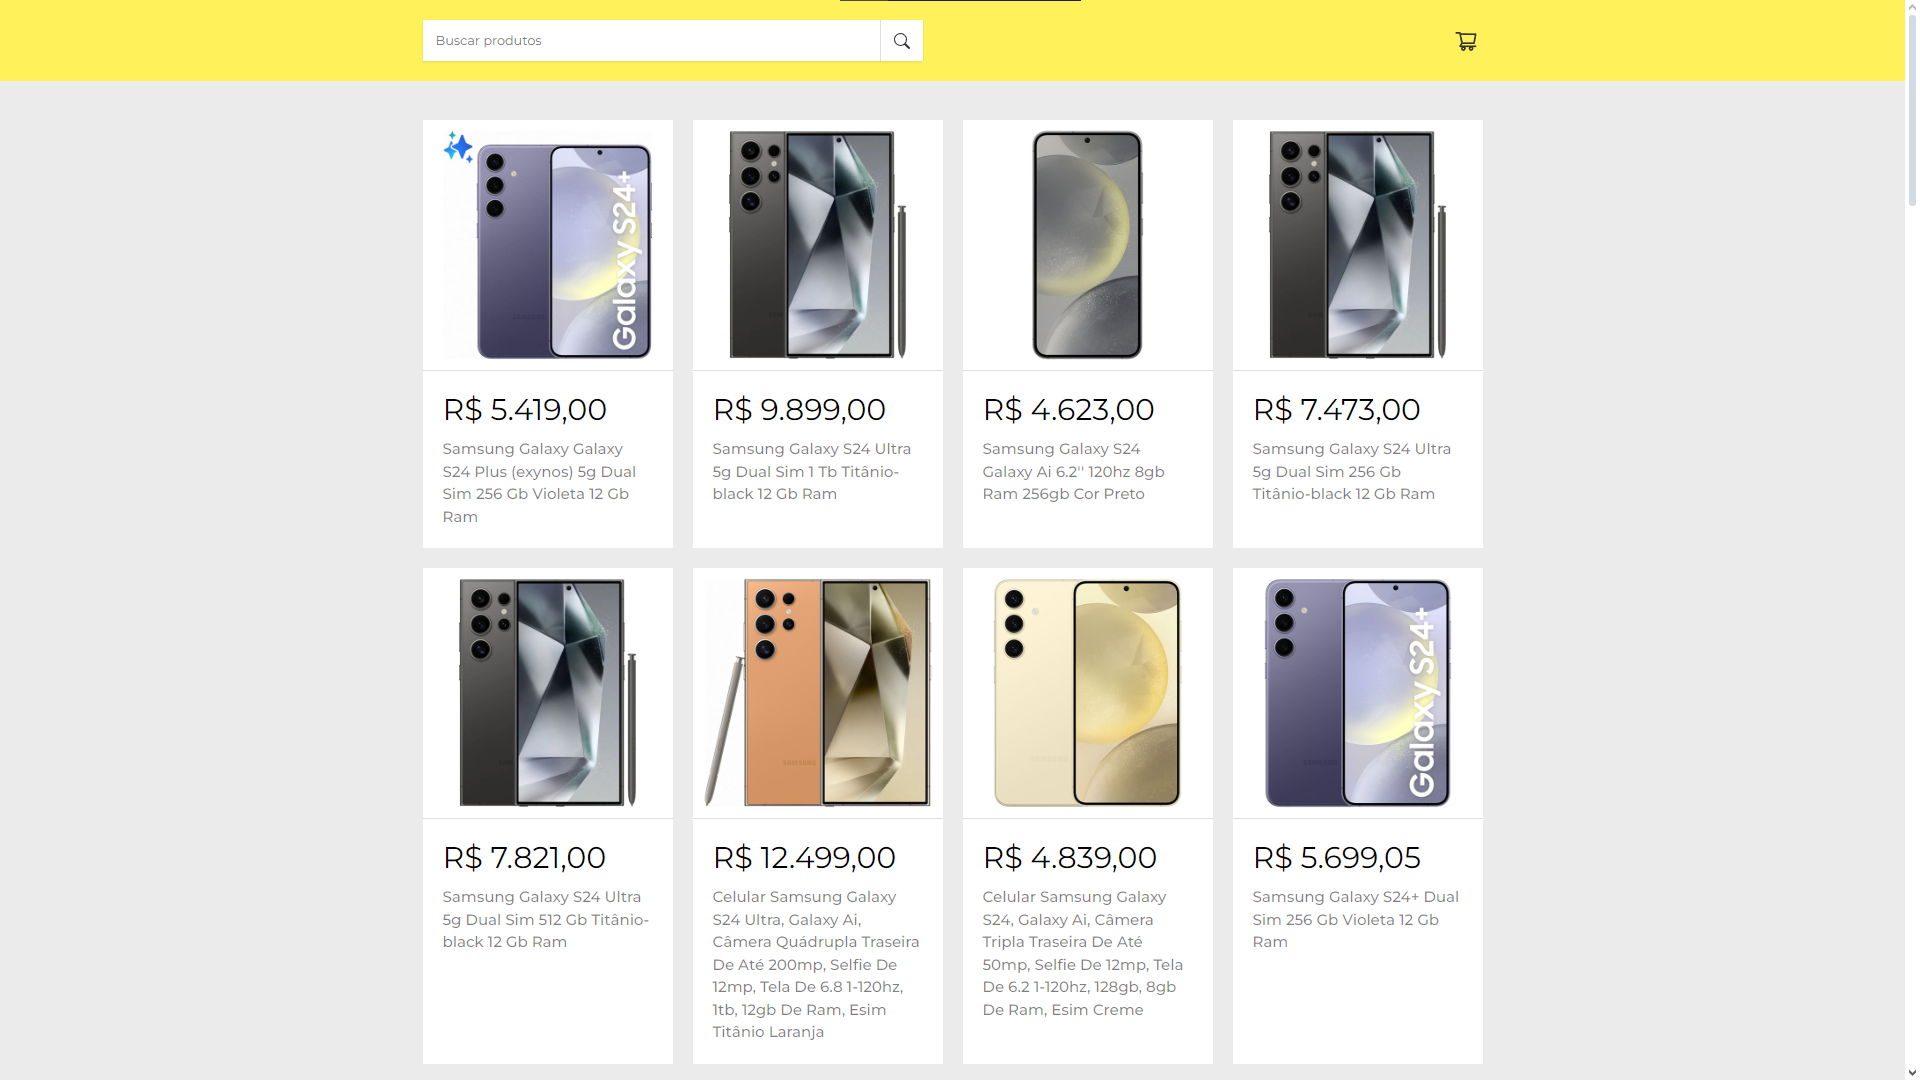 Buscar produtos
Galaxy S24+
R$ 5.419,00
Samsung Galaxy Galaxy
S24 Plus (exynos) 5g Dual
Sim 256 Gb Violeta 12 Gb
Ram
R$ 9.899,00
Samsung Galaxy S24 Ultra
5g Dual Sim 1 Tb Titânio-
black 12 Gb Ram
R$ 4.623,00
Samsung Galaxy S24
Galaxy Ai 6.2'' 120hz 8gb
Ram 256gb Cor Preto
R$ 7.473,00
Samsung Galaxy S24 Ultra
5g Dual Sim 256 Gb
Titânio-black 12 Gb Ram
R$ 7.821,00
Samsung Galaxy S24 Ultra
5g Dual Sim 512 Gb Titânio-
black 12 Gb Ram
SAMSUNG
R$ 12.499,00
Celular Samsung Galaxy
S24 Ultra, Galaxy Ai,
Câmera Quádrupla Traseira
De Até 200mp, Selfie De
12mp, Tela De 6.8 1-120hz,
1tb, 12gb De Ram, Esim
Titânio Laranja
R$ 4.839,00
Celular Samsung Galaxy
S24, Galaxy Ai, Câmera
Tripla Traseira De Até
50mp, Selfie De 12mp, Tela
De 6.2 1-120hz, 128gb, 8gb
De Ram, Esim Creme
Galaxy S24+
R$ 5.699,05
Samsung Galaxy S24+ Dual
Sim 256 Gb Violeta 12 Gb
Ram